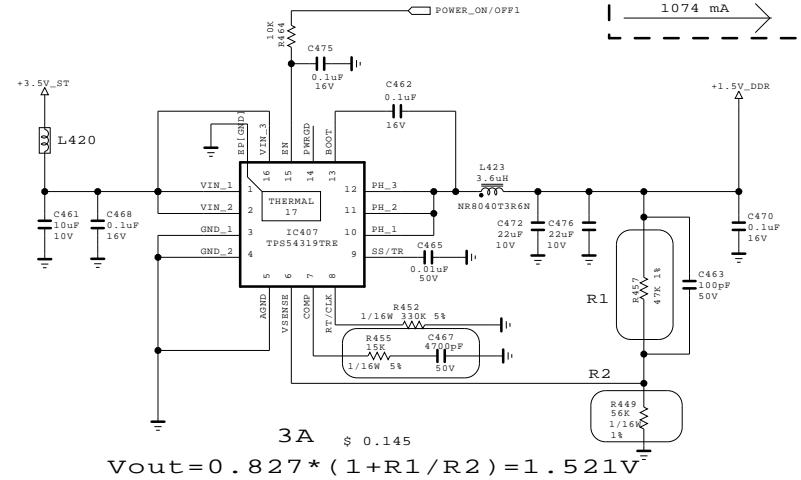 1074 mA
POWER_ON/OFF1
10K
R464
C475
0.1uF
16V
C462
0.1uF
16V
+3.5V_ST
L420
+1.5V_DDR
EP[GND]
VIN_3
EN
PWRGD
BOOT
16
15
14
13
L423
3.6uH
NR8040T3R6N
VIN_1
1
THERMAL
17
12
PH_3
VIN_2
2
11
PH_2
GND_1
3
IC407
10
PH_1
GND_2
4
TPS54319TRE
9
SS/TR
C461
10uF
10V
C468
0.1uF
16V
C465
0.01uF
50V
C472
22uF
10V
C476
22uF
10V
C470
0.1uF
16V
5
6
7
8
AGND
VSENSE
COMP
RT/CLK
R1
R457
47K 1%
C463
100pF
50V
R452
1/16W 330K 5%
R455
15K
1/16W 5%
C467
4700pF
50V
R2
R449
56K
1/16W
1%
3A
$ 0.145
Vout=0.827*(1+R1/R2)=1.521V